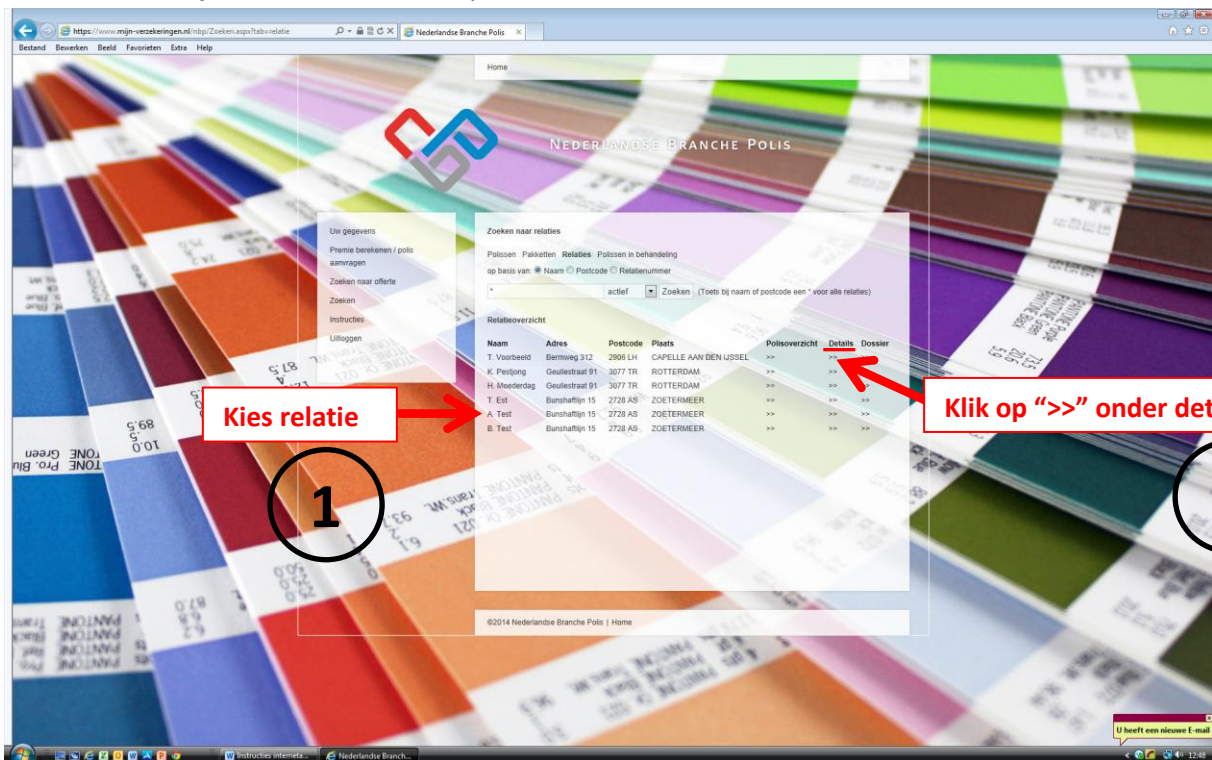 https://www.mijn-verzekeringen.nl/nbp/Zoeken.aspx?tab=relatie
Nederlandse Branche Polis
Bestand Bewerken Beeld Favorieten Extra Help
Home
NEDERLANDSE BRANCHE POLIS
Uw gegevens
Premie berekenen / polis
aanvragen
Zoeken naar offerte
Zoeken
Instructies
Uitloggen
Zoeken naar relaties
Polissen Pakketten Relaties Polissen in behandeling
op basis van: Naam Postcode Relatienummer
* actief Zoeken (Toets bij naam of postcode een * voor alle relaties)
Relatieoverzicht
Naam Adres Postcode Plaats Polisoverzicht Details Dossier
T. Voorbeeld Bermweg 312 2906 LH CAPELLE AAN DEN IJSSEL >> >> >>
K. Pestjong Geullestraat 91 3077 TR ROTTERDAM >> >> >>
H. Moederdag Geullestraat 91 3077 TR ROTTERDAM >> >> >>
T. Est Bunshaftlijn 15 2728 AS ZOETERMEER >> >> >>
A. Test Bunshaftlijn 15 2728 AS ZOETERMEER >> >> >>
B. Test Bunshaftlijn 15 2728 AS ZOETERMEER >> >> >>
Kies relatie
Klik op “>>” onder det
1
©2014 Nederlandse Branche Polis | Home
U heeft een nieuwe E-mail
Instructies interneta...
Nederlandse Branch...
12:48